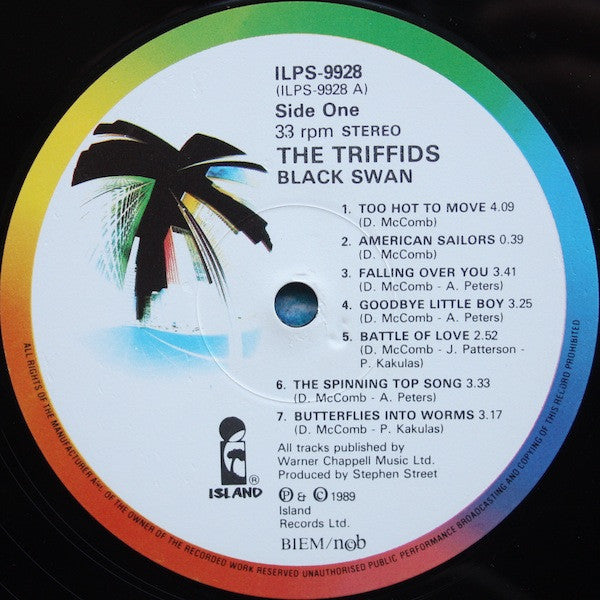 ILPS-9928
(ILPS-9928 A)
Side One
33 rpm STEREO
THE TRIFFIDS
BLACK SWAN
1. TOO HOT TO MOVE 4.09
(D. McComb)
2. AMERICAN SAILORS 0.39
(D. McComb)
3. FALLING OVER YOU 3.41
(D. McComb - A. Peters)
4. GOODBYE LITTLE BOY 3.25
(D. McComb - A. Peters)
5. BATTLE OF LOVE 2.52
(D. McComb - J. Patterson -
P. Kakulas)
6. THE SPINNING TOP SONG 3.33
(D. McComb - A. Peters)
7. BUTTERFLIES INTO WORMS 3.17
(D. McComb - P. Kakulas)
All tracks published by
Warner Chappell Music Ltd.
Produced by Stephen Street
℗ & © 1989
Island
Records Ltd.
BIEM/ncb
ISLAND ®
ALL RIGHTS OF THE MANUFACTURER AND OF THE OWNER OF THE RECORDED WORK RESERVED UNAUTHORISED PUBLIC PERFORMANCE BROADCASTING AND COPYING OF THIS RECORD PROHIBITED